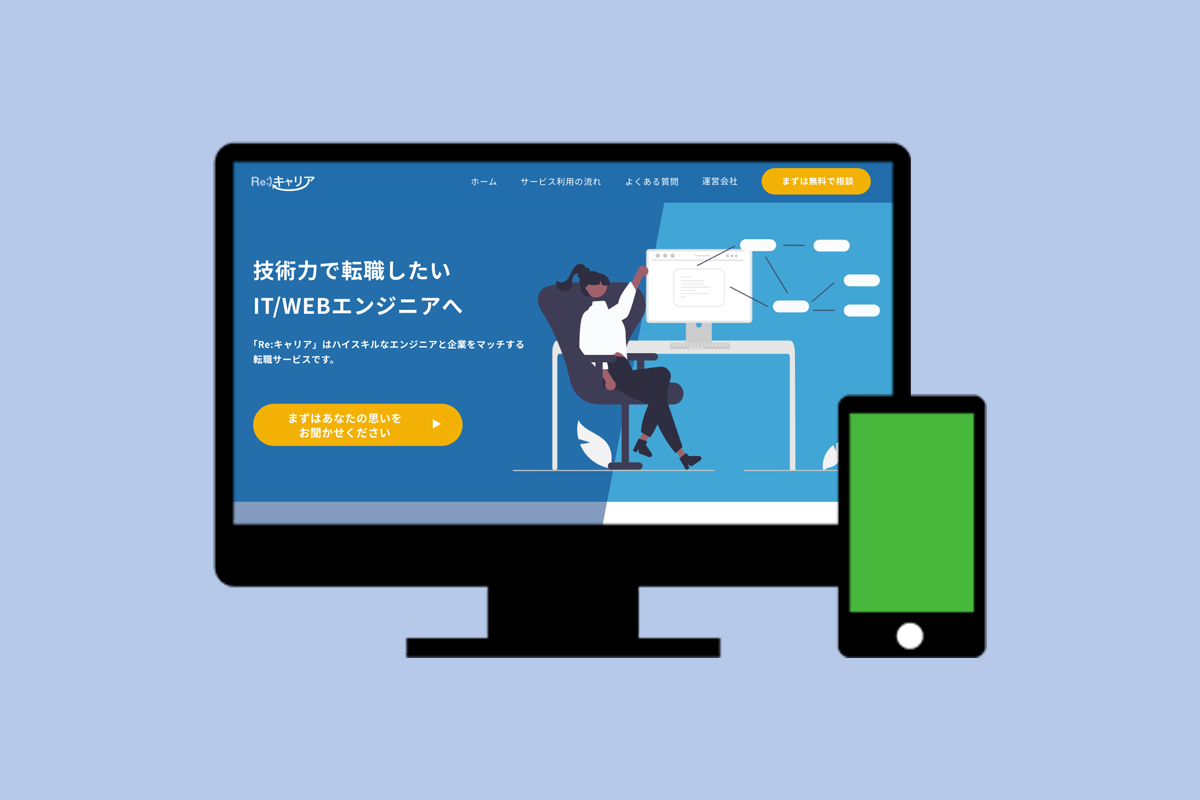 Re:)キャリア
ホーム
サービス利用の流れ
よくある質問
運営会社
まずは無料で相談
技術力で転職したい
IT/WEBエンジニアへ
「Re:キャリア」はハイスキルなエンジニアと企業をマッチする
転職サービスです。
まずはあなたの思いを
お聞かせください